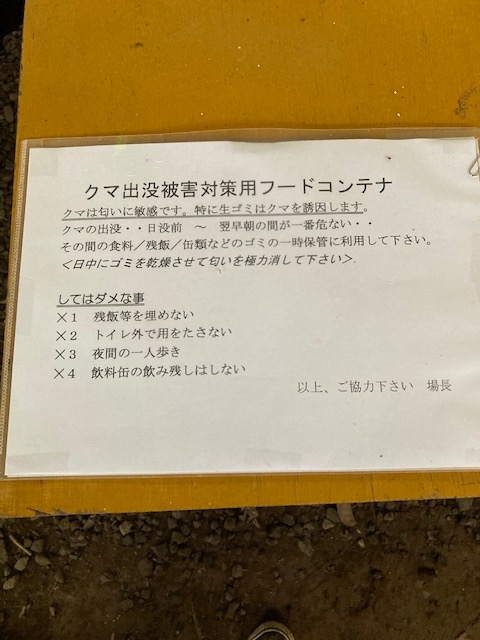 クマ出没被害対策用フードコンテナ
クマは匂いに敏感です。特に生ゴミはクマを誘因します。
クマの出没・・日没前　～　翌早朝の間が一番危ない・・
その間の食料／残飯／缶類などのゴミの一時保管に利用して下さい。
＜日中にゴミを乾燥させて匂いを極力消して下さい＞.
してはダメな事
×１　残飯等を埋めない
×２　トイレ外で用をたさない
×３　夜間の一人歩き
×４　飲料缶の飲み残しはしない
以上、ご協力下さい　場長